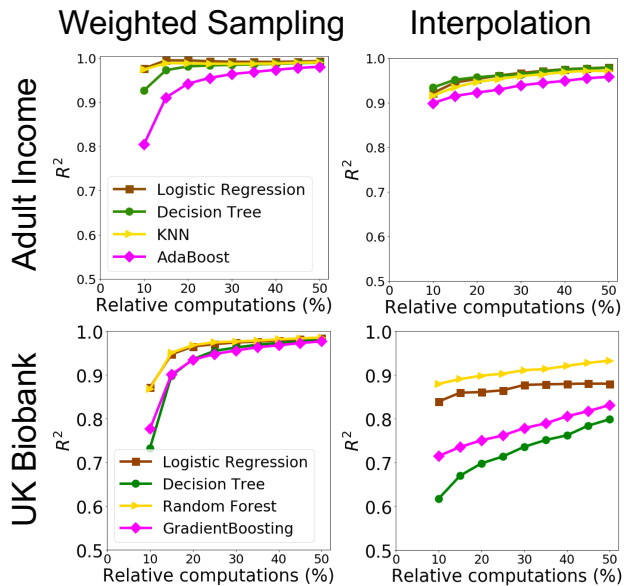 Weighted Sampling
Interpolation
Adult Income
1.0
0.9
0.8
0.7
0.6
0.5
R²
Logistic Regression
Decision Tree
KNN
AdaBoost
0 10 20 30 40 50
Relative computations (%)
1.0
0.9
0.8
0.7
0.6
0.5
R²
0 10 20 30 40 50
Relative computations (%)
UK Biobank
1.0
0.9
0.8
0.7
0.6
0.5
R²
Logistic Regression
Decision Tree
Random Forest
GradientBoosting
0 10 20 30 40 50
Relative computations (%)
1.0
0.9
0.8
0.7
0.6
0.5
R²
0 10 20 30 40 50
Relative computations (%)